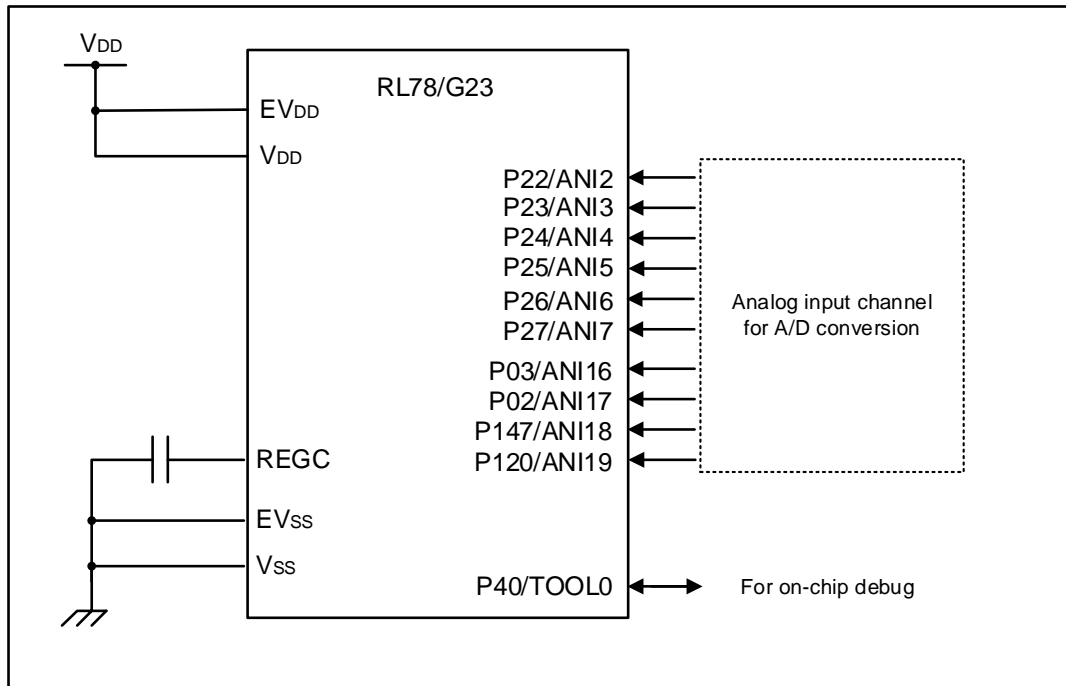 VDD
RL78/G23
EVDD
VDD
P22/ANI2
P23/ANI3
P24/ANI4
P25/ANI5
P26/ANI6
P27/ANI7
P03/ANI16
P02/ANI17
P147/ANI18
P120/ANI19
Analog input channel
for A/D conversion
REGC
EVSS
VSS
P40/TOOL0
For on-chip debug